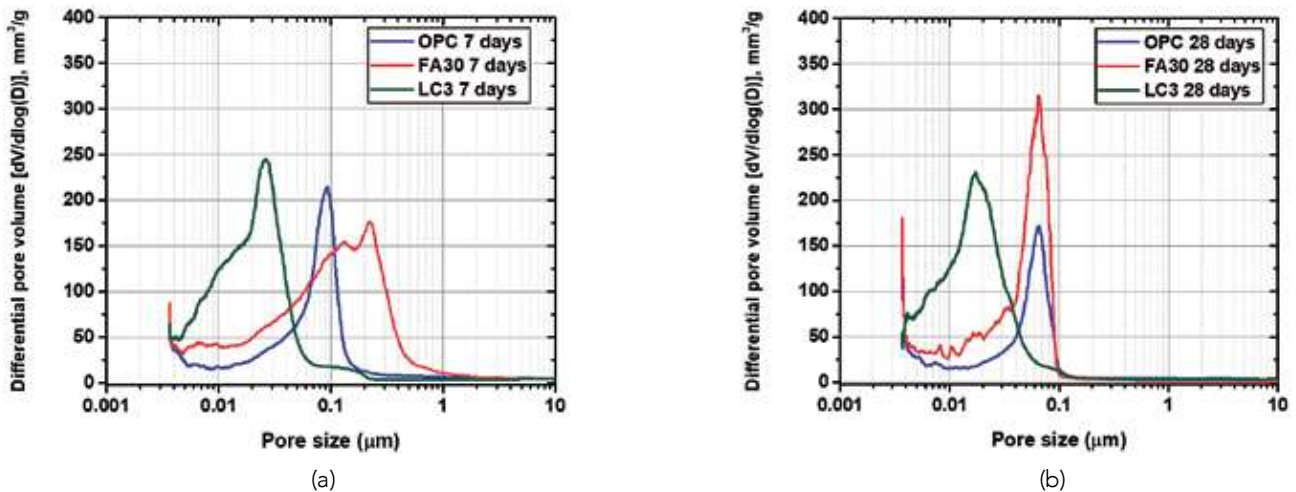 Differential pore volume [dV/dlog(D)], mm³/g
400
350
300
250
200
150
100
50
0
OPC 7 days
FA30 7 days
LC3 7 days
0.001
0.01
0.1
1
10
Pore size (μm)
(a)
Differential pore volume [dV/dlog(D)], mm³/g
400
350
300
250
200
150
100
50
0
OPC 28 days
FA30 28 days
LC3 28 days
0.001
0.01
0.1
1
10
Pore size (μm)
(b)